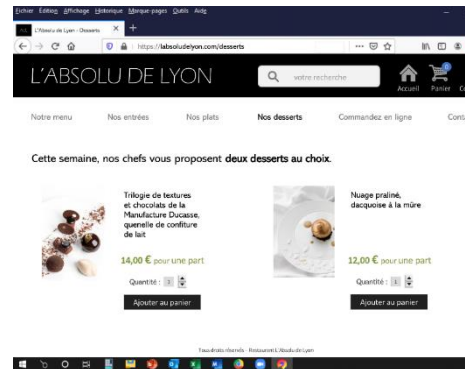 Fichier Edition Affichage Historique Marque-pages Outils Aide
L'Absolu de Lyon - Desserts
https://labsoludelyon.com/desserts
L'ABSOLU DE LYON
votre recherche
Accueil Panier
Notre menu Nos entrées Nos plats Nos desserts Commandez en ligne Cont
Cette semaine, nos chefs vous proposent deux desserts au choix.
Trilogie de textures
et chocolats de la
Manufacture Ducasse,
quenelle de confiture
de lait
14,00 € pour une part
Quantité : 1
Ajouter au panier
Nuage praliné,
dacquoise à la mûre
12,00 € pour une part
Quantité : 1
Ajouter au panier
Tous droits réservés - Restaurant L'Absolu de Lyon